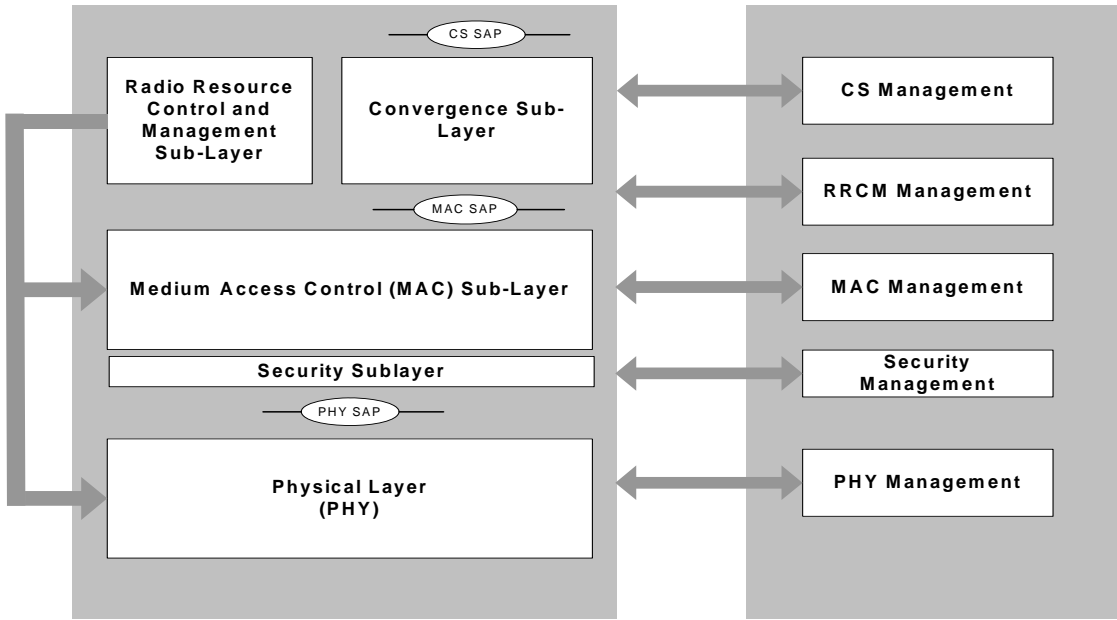 CS SAP
Radio Resource
Control and
Management
Sub-Layer
Convergence Sub-
Layer
MAC SAP
Medium Access Control (MAC) Sub-Layer
Security Sublayer
PHY SAP
Physical Layer
(PHY)
CS Management
RRCM Management
MAC Management
Security
Management
PHY Management